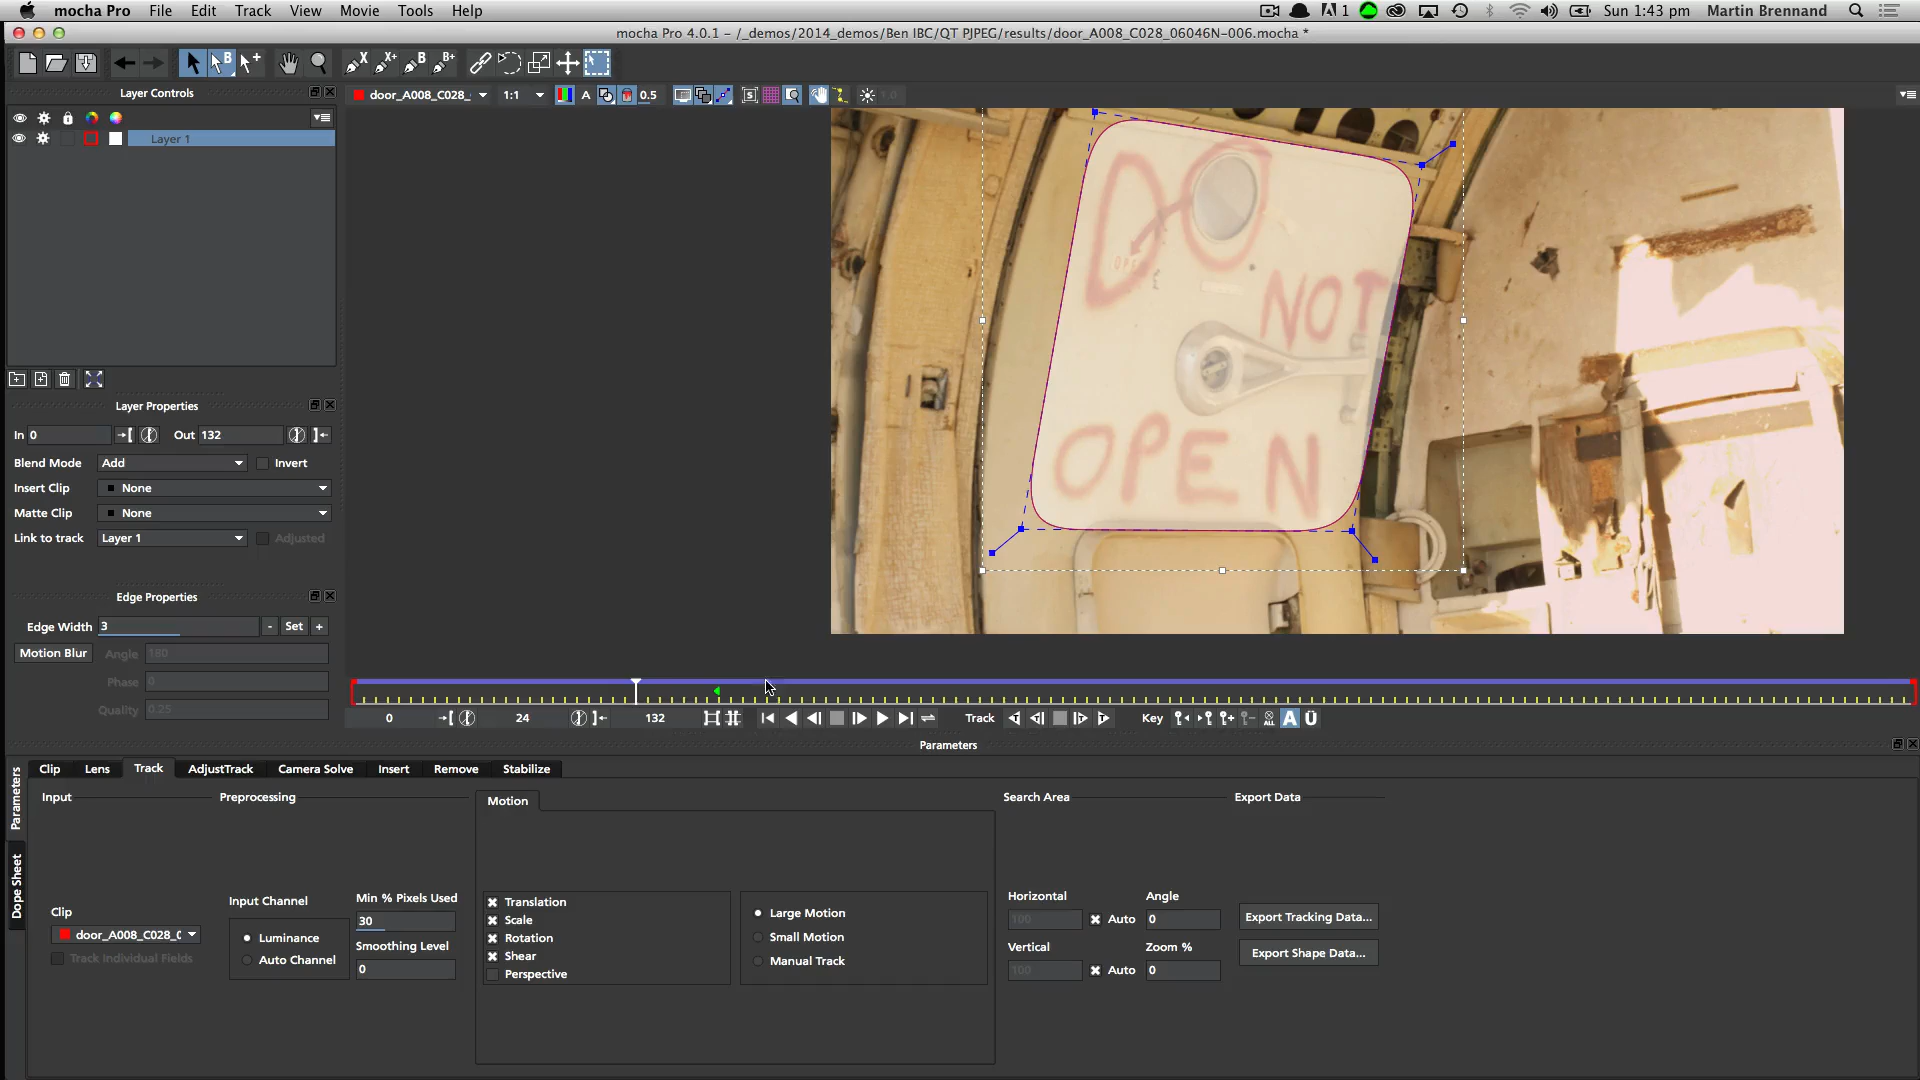 mocha Pro File Edit Track View Movie Tools Help 1 Sun 1:43 pm Martin Brennand
mocha Pro 4.0.1 - /_demos/2014_demos/Ben IBC/QT PJPEG/results/door_A008_C028_06046N-006.mocha *
Layer Controls
door_A008_C028_ 1:1 A 0.5
Layer 1
DO
NOT
OPEN
Layer Properties
In 0 Out 132
Blend Mode Add Invert
Insert Clip None
Matte Clip None
Link to track Layer 1 Adjusted
Edge Properties
Edge Width 3 - Set +
Motion Blur Angle 180
Phase 0
Quality 0.25
0 24 132 Track Key A Ü
Parameters
Parameters
Dope Sheet
Clip Lens Track AdjustTrack Camera Solve Insert Remove Stabilize
Input Preprocessing Motion Search Area Export Data
Clip
door_A008_C028_0
Track Individual Fields
Input Channel
Luminance
Auto Channel
Min % Pixels Used
30
Smoothing Level
0
Translation
Scale
Rotation
Shear
Perspective
Large Motion
Small Motion
Manual Track
Horizontal Angle
100 Auto 0
Vertical Zoom %
100 Auto 0
Export Tracking Data...
Export Shape Data...